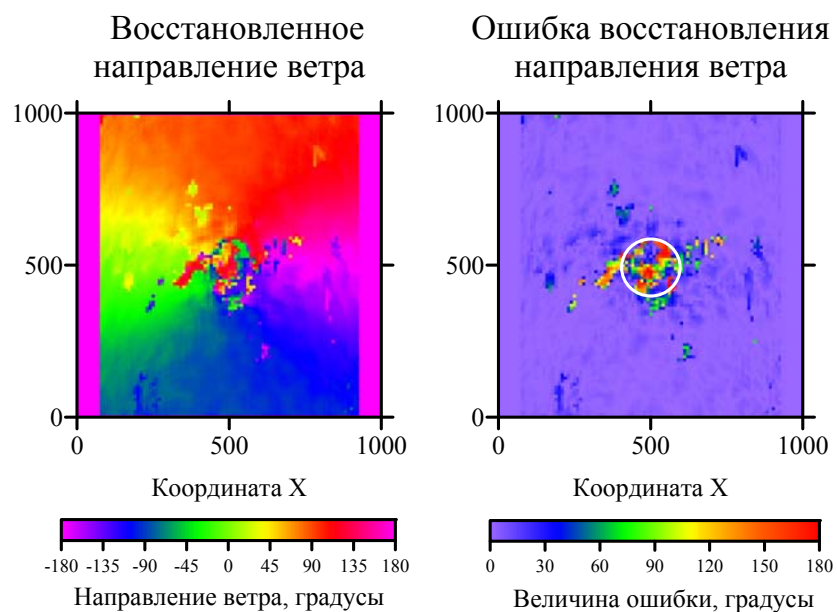 Восстановленное
направление ветра
1000
500
0
0 500 1000
Координата X
-180 -135 -90 -45 0 45 90 135 180
Направление ветра, градусы
Ошибка восстановления
направления ветра
1000
500
0
0 500 1000
Координата X
0 30 60 90 120 150 180
Величина ошибки, градусы